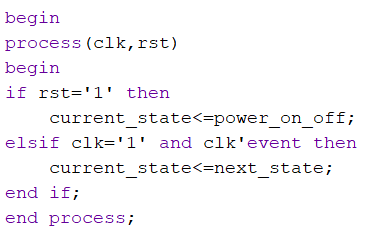 begin
process(clk,rst)
begin
if rst='1' then
    current_state<=power_on_off;
elsif clk='1' and clk'event then
    current_state<=next_state;
end if;
end process;